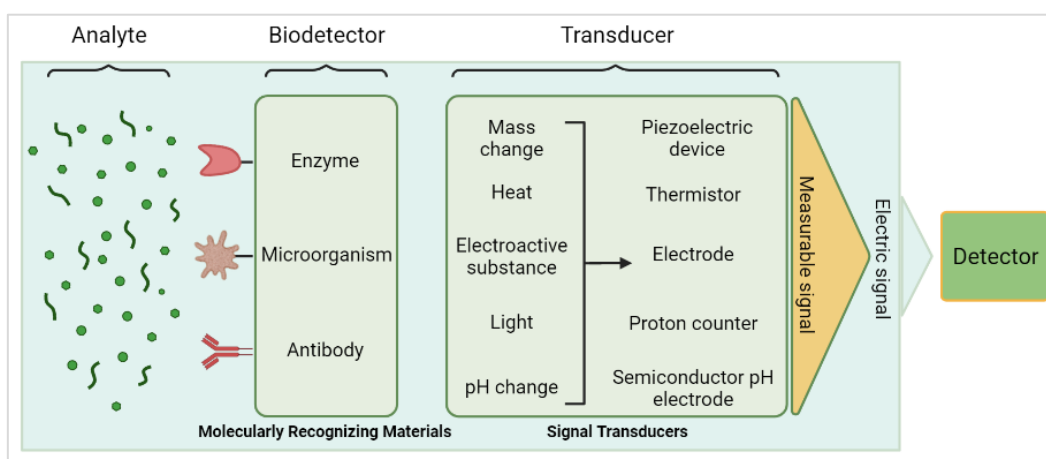 Analyte
Biodetector
Transducer
Enzyme
Microorganism
Antibody
Molecularly Recognizing Materials
Mass
change
Heat
Electroactive
substance
Light
pH change
Piezoelectric
device
Thermistor
Electrode
Proton counter
Semiconductor pH
electrode
Signal Transducers
Measurable signal
Electric signal
Detector